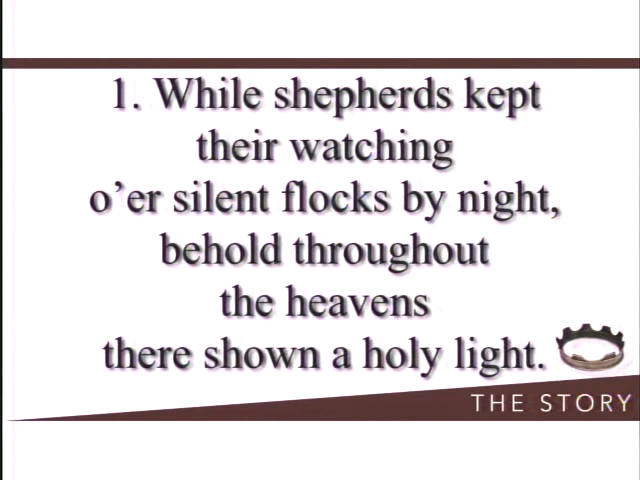 1. While shepherds kept
their watching
o’er silent flocks by night,
behold throughout
the heavens
there shown a holy light.
THE STORY